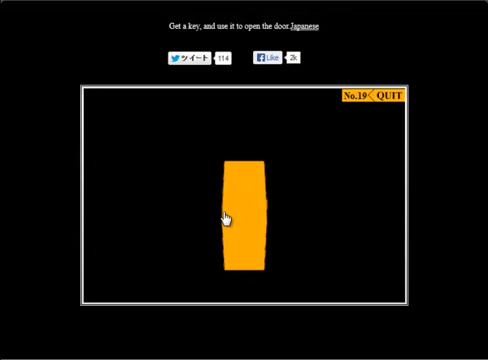 Get a key, and use it to open the door.Japanese
ツイート 114 Like 2k
No.19 QUIT